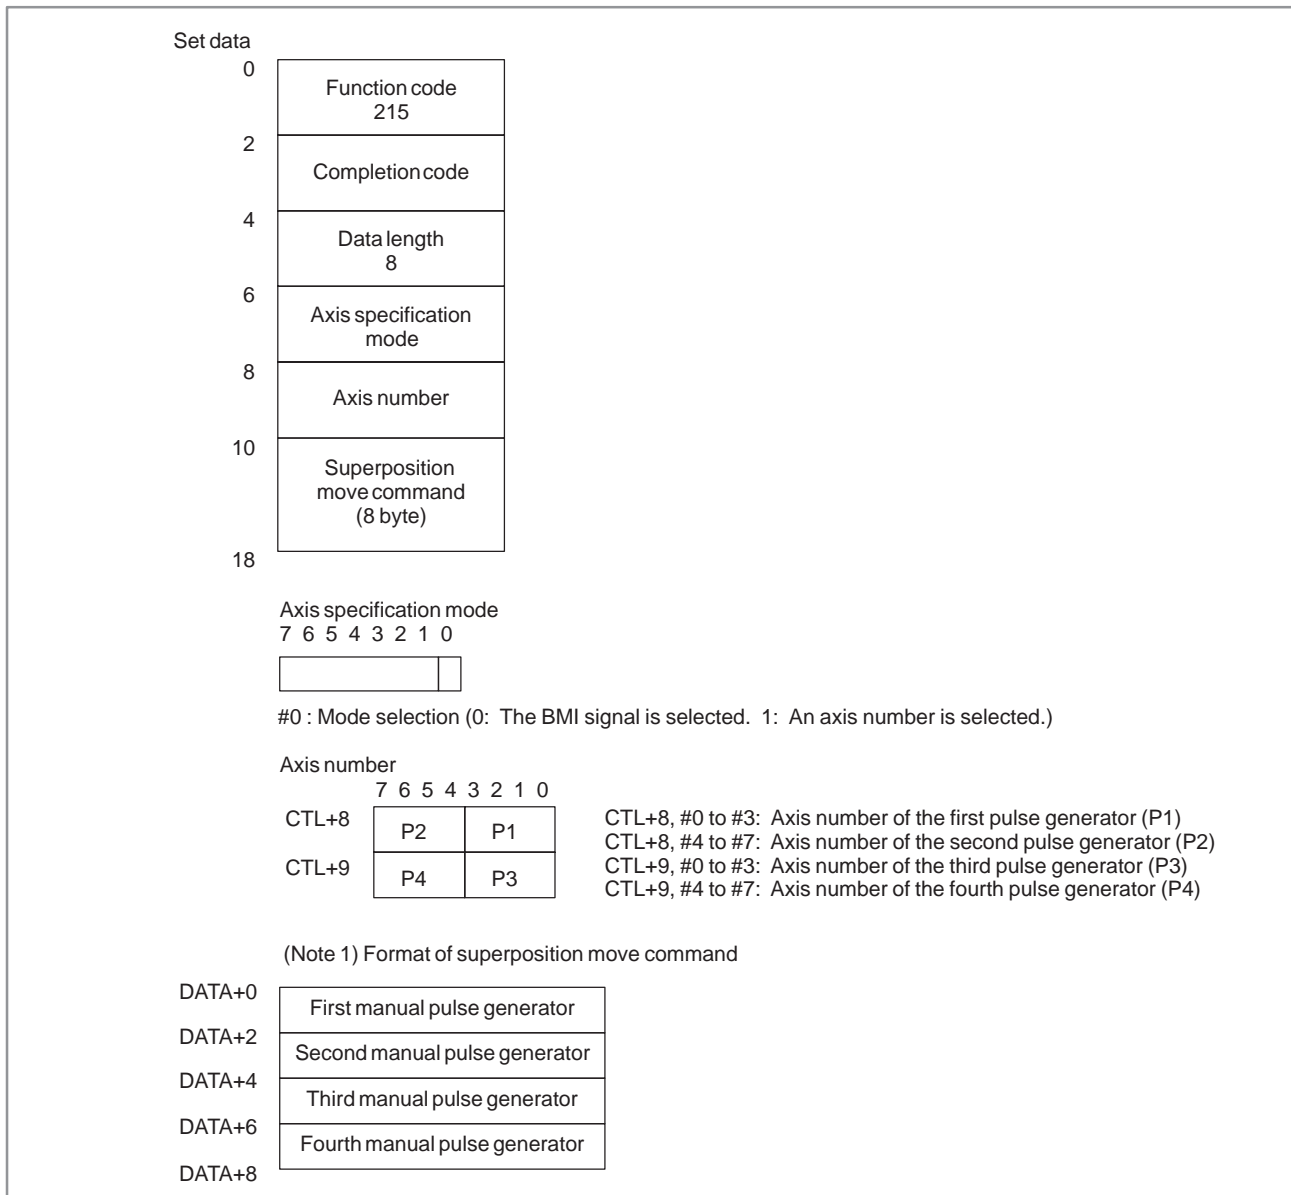 Set data
0
Function code
215
2
Completion code
4
Data length
8
6
Axis specification
mode
8
Axis number
10
Superposition
move command
(8 byte)
18
Axis specification mode
7 6 5 4 3 2 1 0
#0 : Mode selection (0: The BMI signal is selected. 1: An axis number is selected.)
Axis number
7 6 5 4 3 2 1 0
CTL+8 P2 P1
CTL+9 P4 P3
CTL+8, #0 to #3: Axis number of the first pulse generator (P1)
CTL+8, #4 to #7: Axis number of the second pulse generator (P2)
CTL+9, #0 to #3: Axis number of the third pulse generator (P3)
CTL+9, #4 to #7: Axis number of the fourth pulse generator (P4)
(Note 1) Format of superposition move command
DATA+0
First manual pulse generator
DATA+2
Second manual pulse generator
DATA+4
Third manual pulse generator
DATA+6
Fourth manual pulse generator
DATA+8